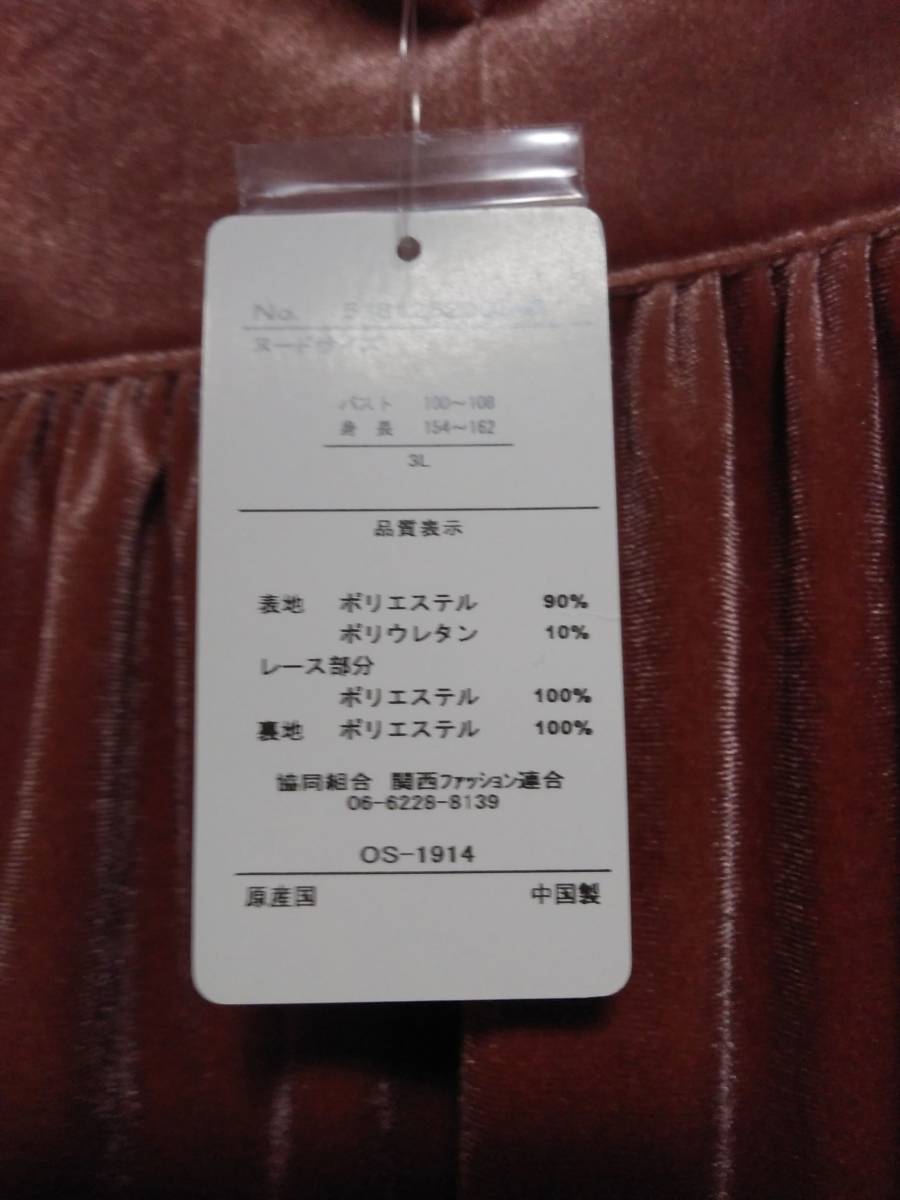 No.
ヌードサイズ
バスト 100～108
身 長 154～162
3L
品質表示
表地 ポリエステル 90%
ポリウレタン 10%
レース部分
ポリエステル 100%
裏地 ポリエステル 100%
協同組合 関西ファッション連合
06-6228-8139
OS-1914
原産国 中国製